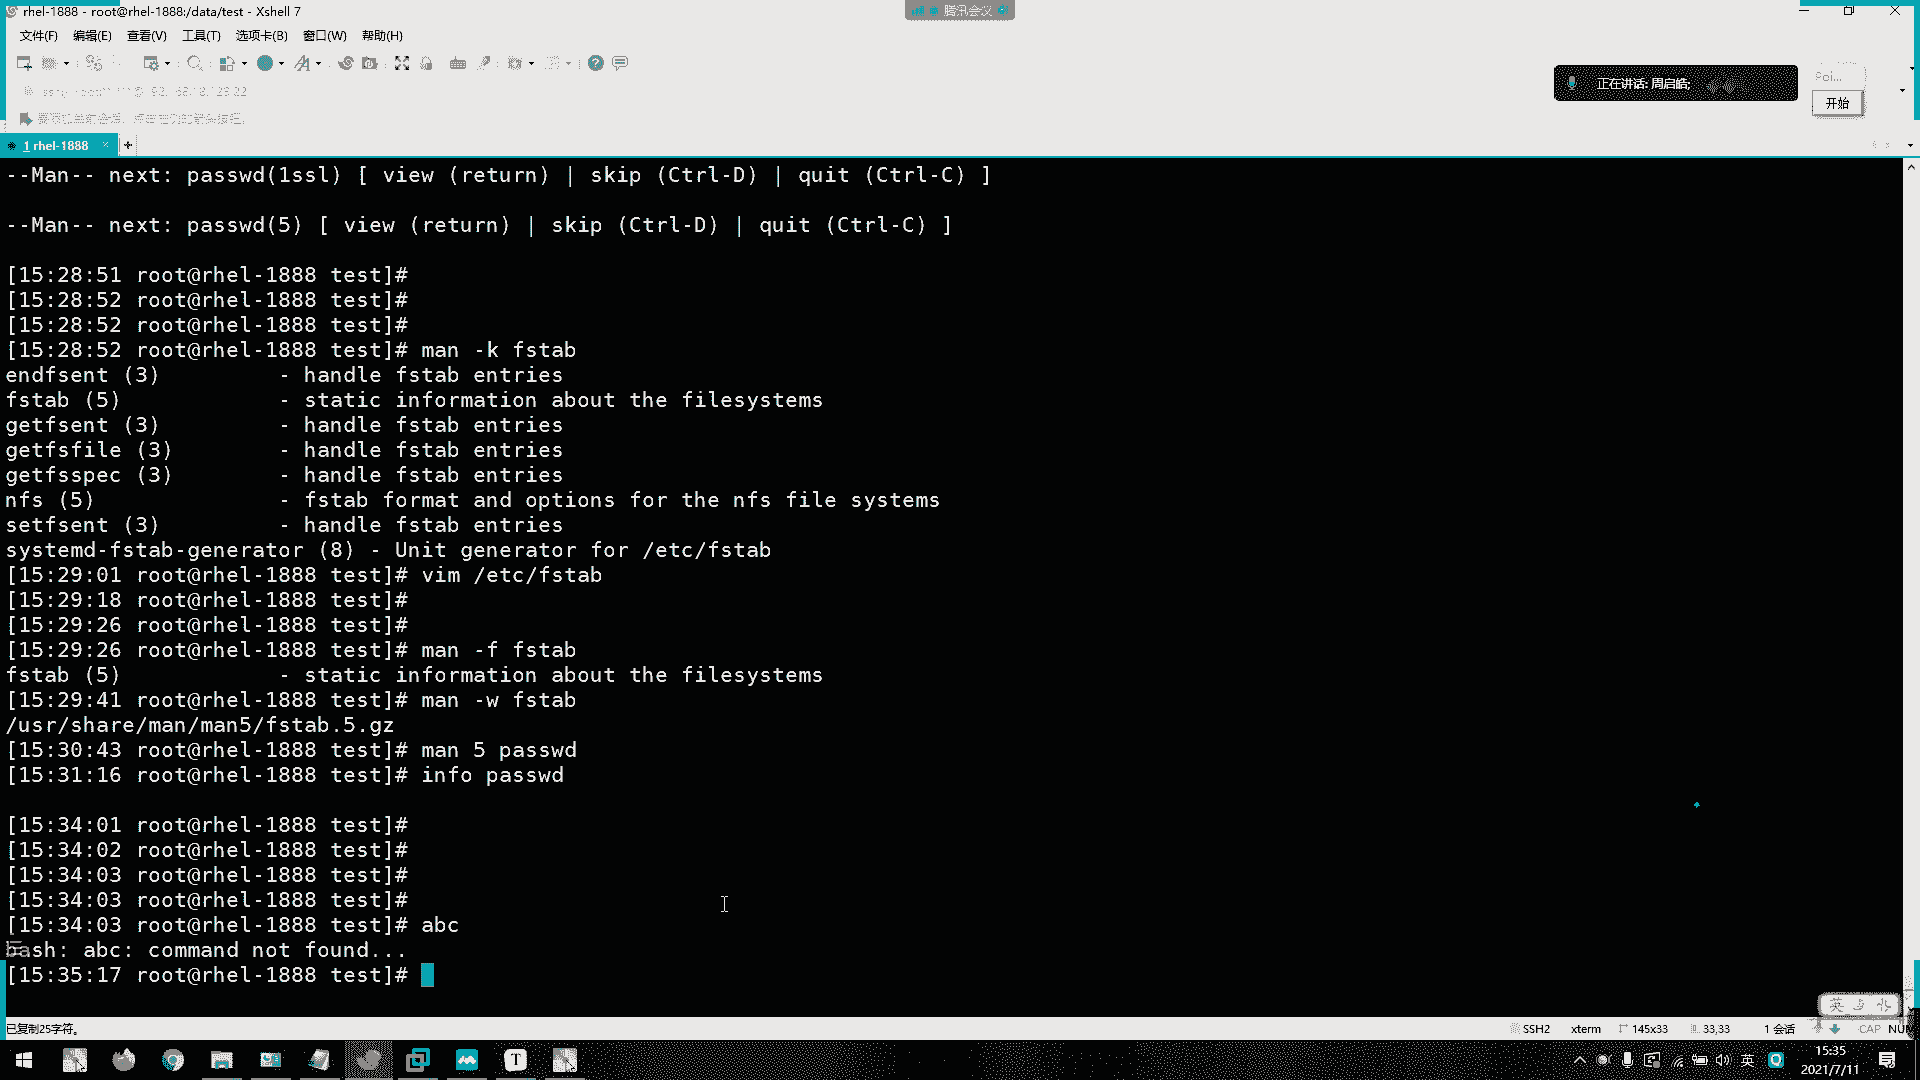 rhel-1888 - root@rhel-1888:/data/test - Xshell 7
腾讯会议
文件(F) 编辑(E) 查看(V) 工具(T) 选项卡(B) 窗口(W) 帮助(H)
正在讲话: 周启皓;
Poi...
开始
1 rhel-1888
--Man-- next: passwd(1ssl) [ view (return) | skip (Ctrl-D) | quit (Ctrl-C) ]
--Man-- next: passwd(5) [ view (return) | skip (Ctrl-D) | quit (Ctrl-C) ]
[15:28:51 root@rhel-1888 test]#
[15:28:52 root@rhel-1888 test]#
[15:28:52 root@rhel-1888 test]#
[15:28:52 root@rhel-1888 test]# man -k fstab
endfsent (3) - handle fstab entries
fstab (5) - static information about the filesystems
getfsent (3) - handle fstab entries
getfsfile (3) - handle fstab entries
getfsspec (3) - handle fstab entries
nfs (5) - fstab format and options for the nfs file systems
setfsent (3) - handle fstab entries
systemd-fstab-generator (8) - Unit generator for /etc/fstab
[15:29:01 root@rhel-1888 test]# vim /etc/fstab
[15:29:18 root@rhel-1888 test]#
[15:29:26 root@rhel-1888 test]#
[15:29:26 root@rhel-1888 test]# man -f fstab
fstab (5) - static information about the filesystems
[15:29:41 root@rhel-1888 test]# man -w fstab
/usr/share/man/man5/fstab.5.gz
[15:30:43 root@rhel-1888 test]# man 5 passwd
[15:31:16 root@rhel-1888 test]# info passwd
[15:34:01 root@rhel-1888 test]#
[15:34:02 root@rhel-1888 test]#
[15:34:03 root@rhel-1888 test]#
[15:34:03 root@rhel-1888 test]#
[15:34:03 root@rhel-1888 test]# abc
bash: abc: command not found...
[15:35:17 root@rhel-1888 test]#
英
已复制25字符。 SSH2 xterm 145x33 33,33 1 会话 CAP NUM
英 15:35
2021/7/11